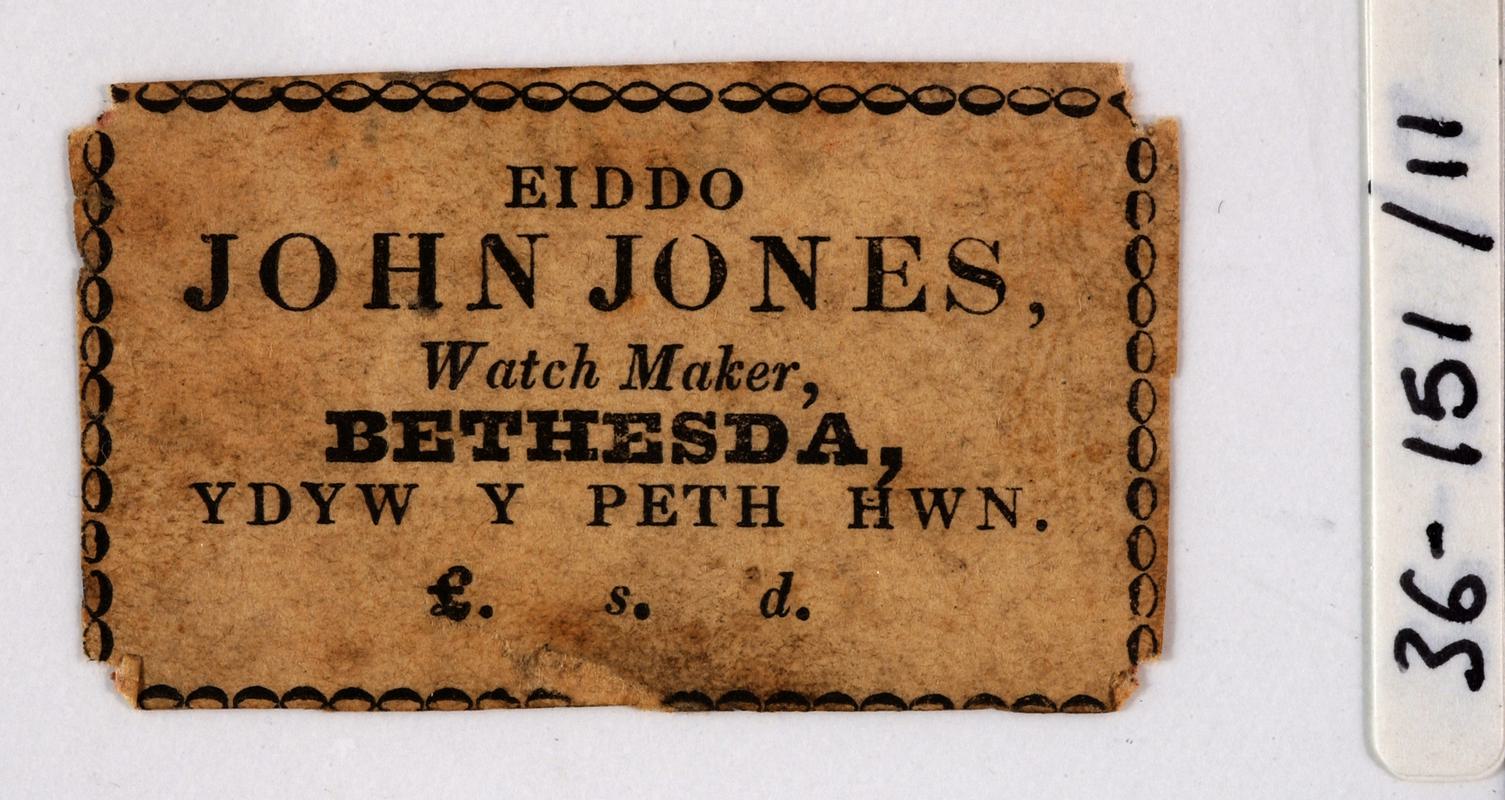 EIDDO
JOHN JONES,
Watch Maker,
BETHESDA,
YDYW Y PETH HWN.
£. s. d.
36-151/11